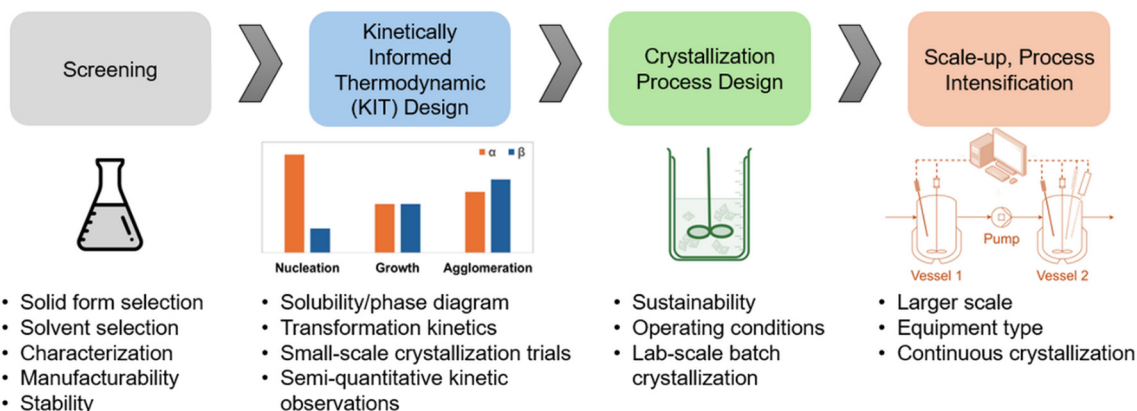 Screening
Kinetically
Informed
Thermodynamic
(KIT) Design
Crystallization
Process Design
Scale-up, Process
Intensification
α β
Nucleation Growth Agglomeration
Pump
Vessel 1 Vessel 2
• Solid form selection
• Solvent selection
• Characterization
• Manufacturability
• Stability
• Solubility/phase diagram
• Transformation kinetics
• Small-scale crystallization trials
• Semi-quantitative kinetic
observations
• Sustainability
• Operating conditions
• Lab-scale batch
crystallization
• Larger scale
• Equipment type
• Continuous crystallization